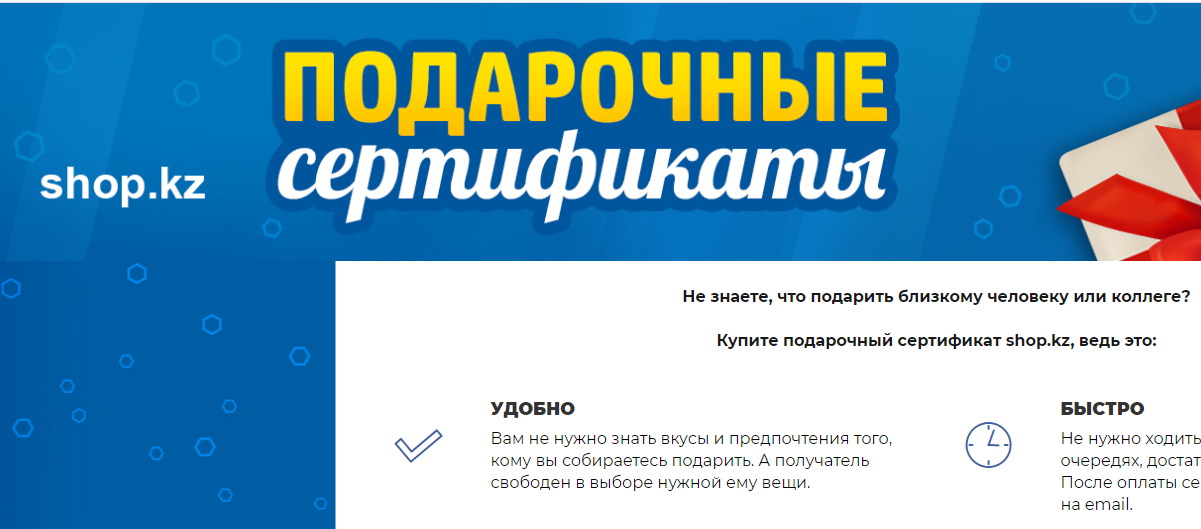 ПОДАРОЧНЫЕ
сертификаты
shop.kz
Не знаете, что подарить близкому человеку или коллеге?
Купите подарочный сертификат shop.kz, ведь это:
УДОБНО
Вам не нужно знать вкусы и предпочтения того,
кому вы собираетесь подарить. А получатель
свободен в выборе нужной ему вещи.
БЫСТРО
Не нужно ходить
очередях, достат
После оплаты се
на email.